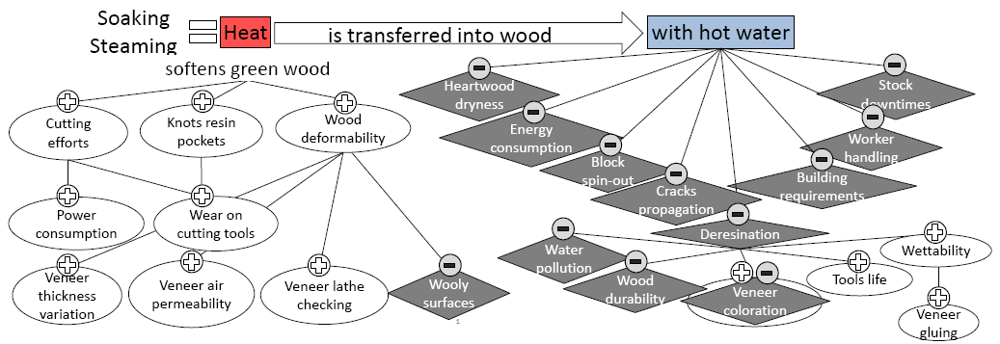 Soaking
Steaming
Heat
is transferred into wood
with hot water
softens green wood
Cutting
efforts
Knots resin
pockets
Wood
deformability
Power
consumption
Wear on
cutting tools
Veneer
thickness
variation
Veneer air
permeability
Veneer lathe
checking
Wooly
surfaces
1
Heartwood
dryness
Energy
consumption
Block
spin-out
Cracks
propagation
Deresination
Building
requirements
Worker
handling
Stock
downtimes
Water
pollution
Wood
durability
Veneer
coloration
Tools life
Wettability
Veneer
gluing